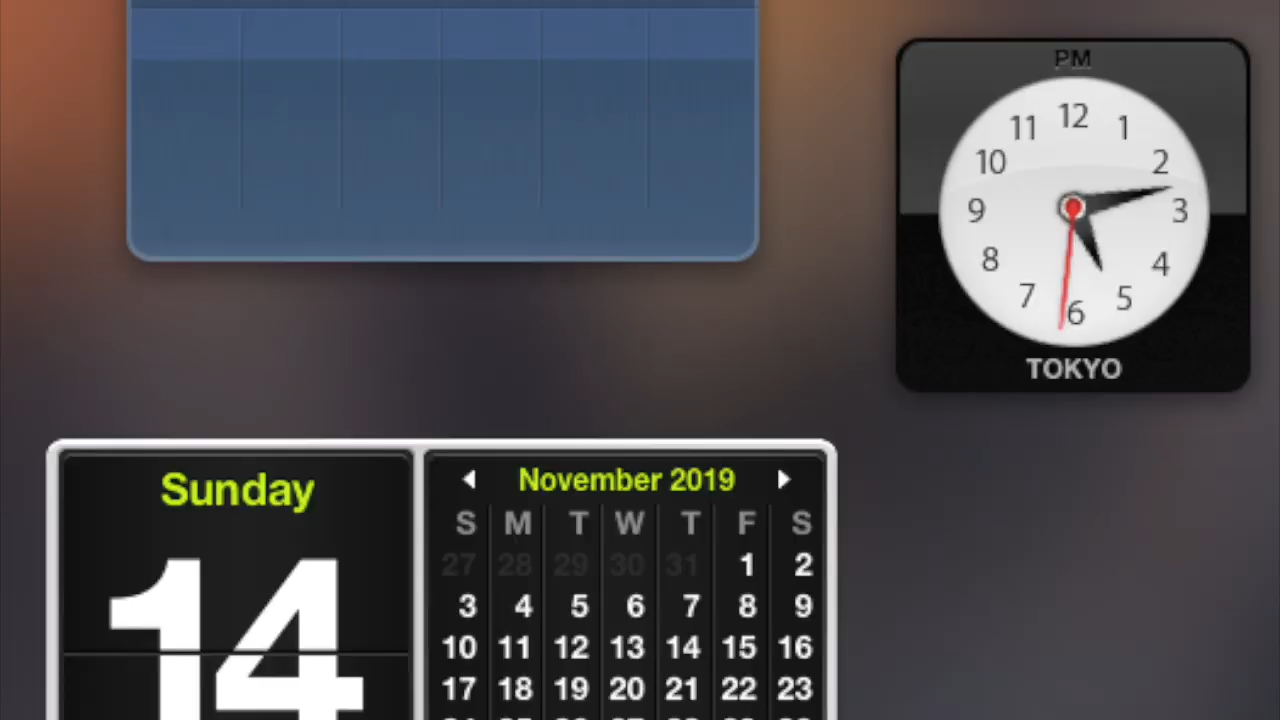 PM
12
11 1
10 2
9 3
8 4
7 5
6
TOKYO
Sunday
14
November 2019
S M T W T F S
27 28 29 30 31 1 2
3 4 5 6 7 8 9
10 11 12 13 14 15 16
17 18 19 20 21 22 23